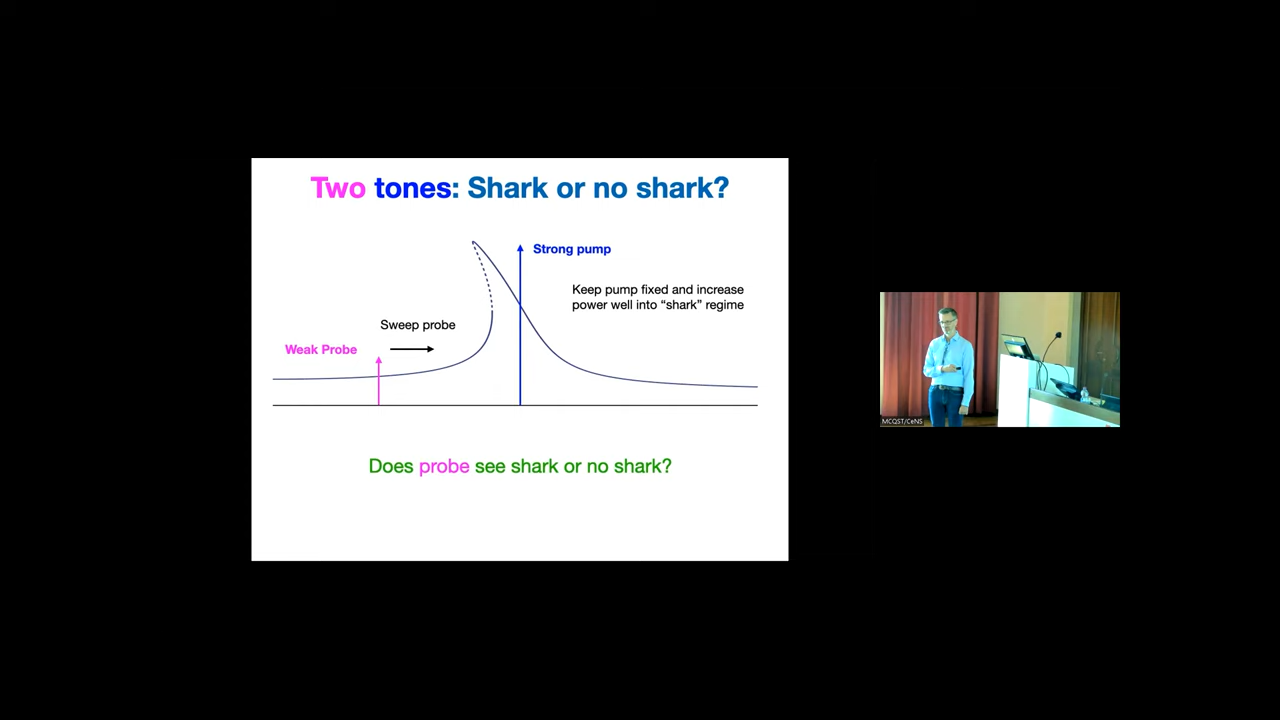 Two tones: Shark or no shark?
Strong pump
Keep pump fixed and increase
power well into “shark” regime
Sweep probe
Weak Probe
Does probe see shark or no shark?
MCQST/CeNS